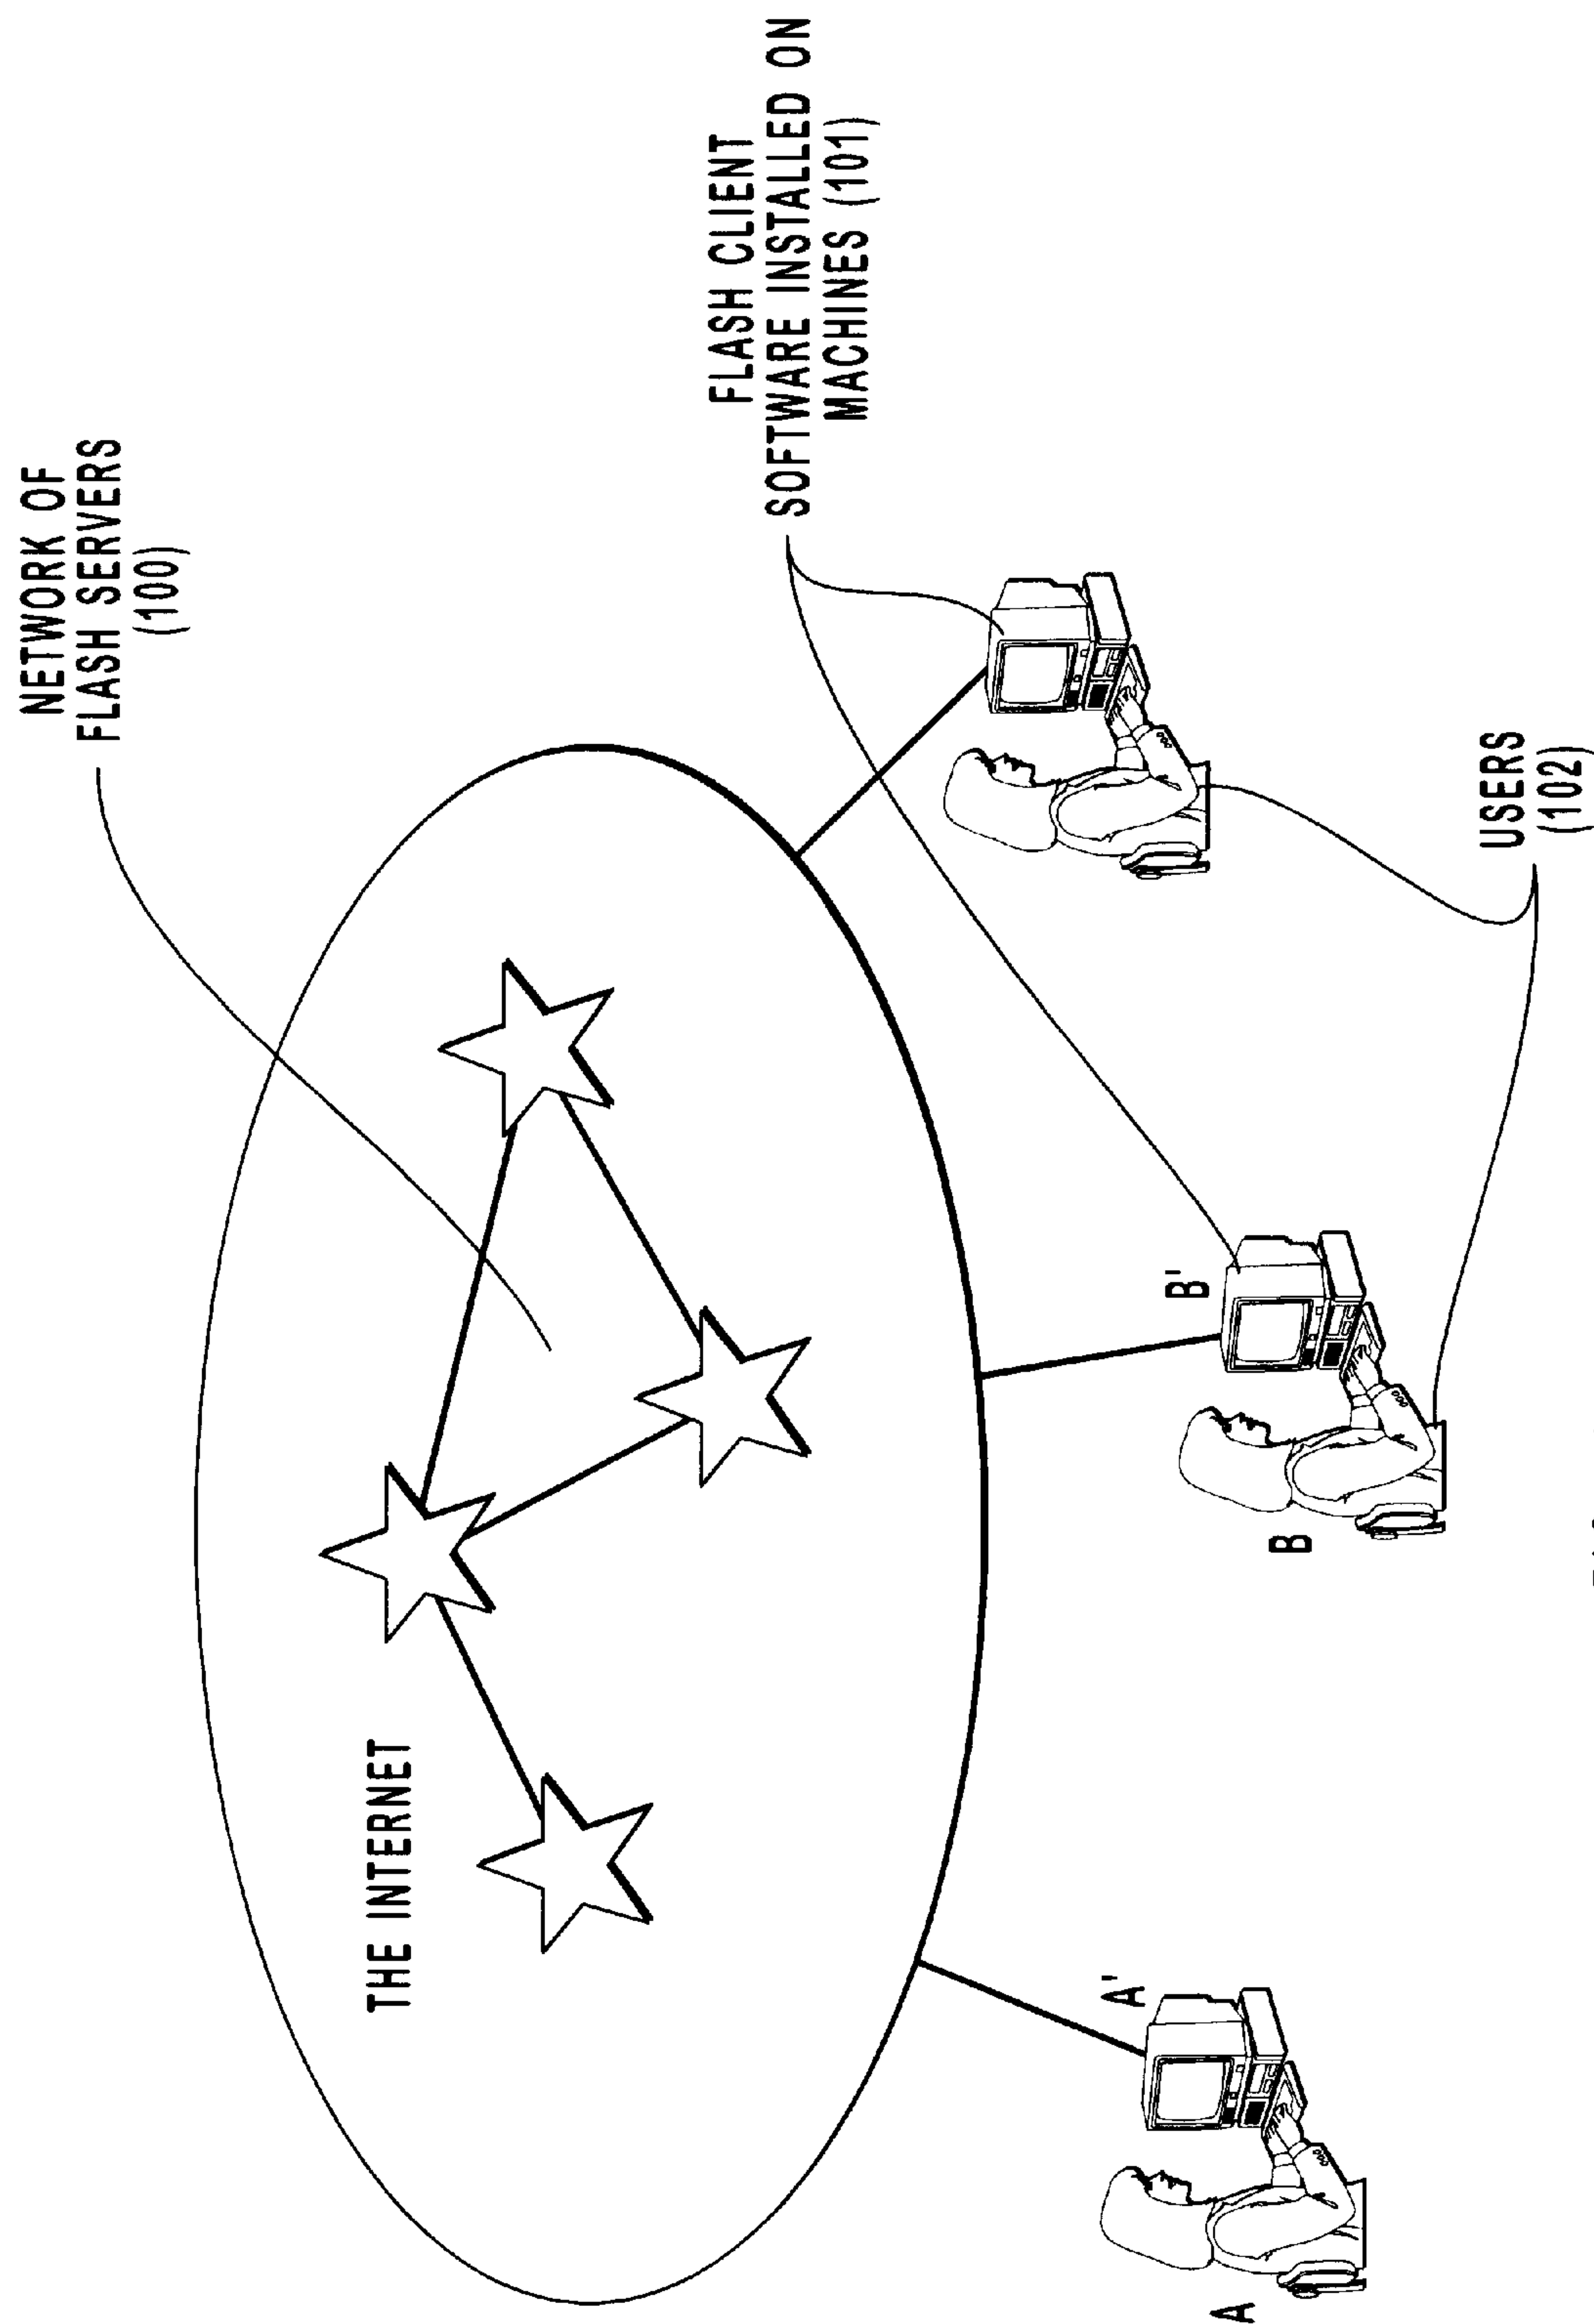 NETWORK OF
FLASH SERVERS
(100)
THE INTERNET
FLASH CLIENT
SOFTWARE INSTALLED ON
MACHINES (101)
A
A'
B
B'
USERS
(102)